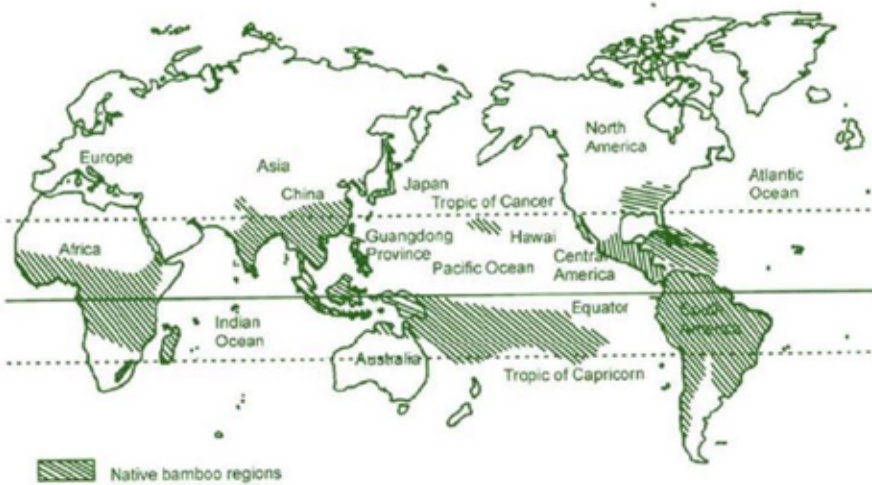 North
America
Europe
Asia
Atlantic
Ocean
China
Japan
Tropic of Cancer
Africa
Guangdong
Province
Hawai
Pacific Ocean
Central
America
Equator
South
America
Indian
Ocean
Australia
Tropic of Capricorn
Native bamboo regions